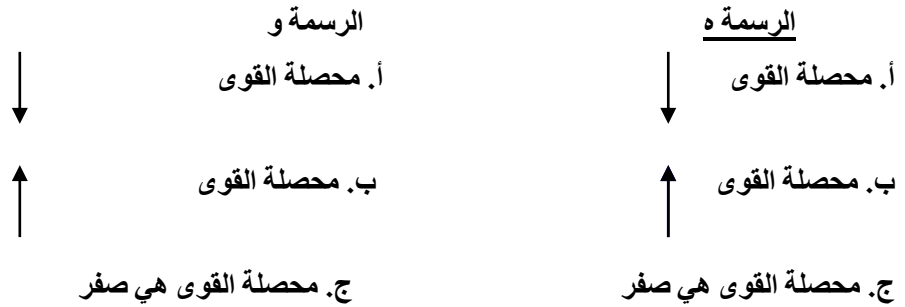 الرسمة ه الرسمة و
أ. محصلة القوى أ. محصلة القوى
ب. محصلة القوى ب. محصلة القوى
ج. محصلة القوى هي صفر ج. محصلة القوى هي صفر